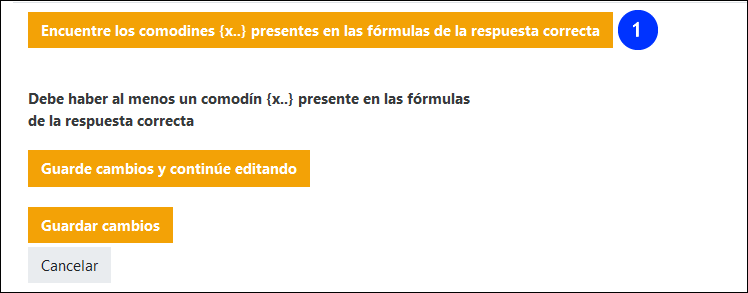 Encuentre los comodines {x..} presentes en las fórmulas de la respuesta correcta
1
Debe haber al menos un comodín {x..} presente en las fórmulas
de la respuesta correcta
Guarde cambios y continúe editando
Guardar cambios
Cancelar